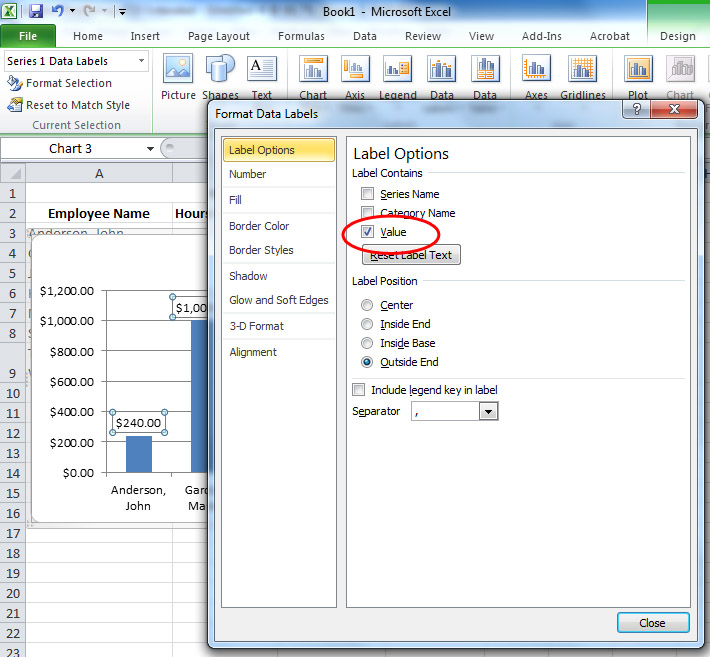 Book1 - Microsoft Excel
File Home Insert Page Layout Formulas Data Review View Add-Ins Acrobat Design
Series 1 Data Labels
Format Selection
Reset to Match Style
Current Selection
Picture Shapes Text
Chart Axis Legend Data Data
Axes Gridlines
Plot Chart
Chart 3
Format Data Labels
?
Label Options
Number
Fill
Border Color
Border Styles
Shadow
Glow and Soft Edges
3-D Format
Alignment
Label Options
Label Contains
Series Name
Category Name
Value
Reset Label Text
Label Position
Center
Inside End
Inside Base
Outside End
Include legend key in label
Separator ,
Close
A
1
2 Employee Name Hours
3 Anderson, John
4
5
6
7
8
9
10
11
12
13
14
15
16
17
18
19
20
21
22
23
$1,200.00
$1,000.00
$800.00
$600.00
$400.00
$200.00
$0.00
$240.00
$1,00
Anderson,
John
Gar
Ma